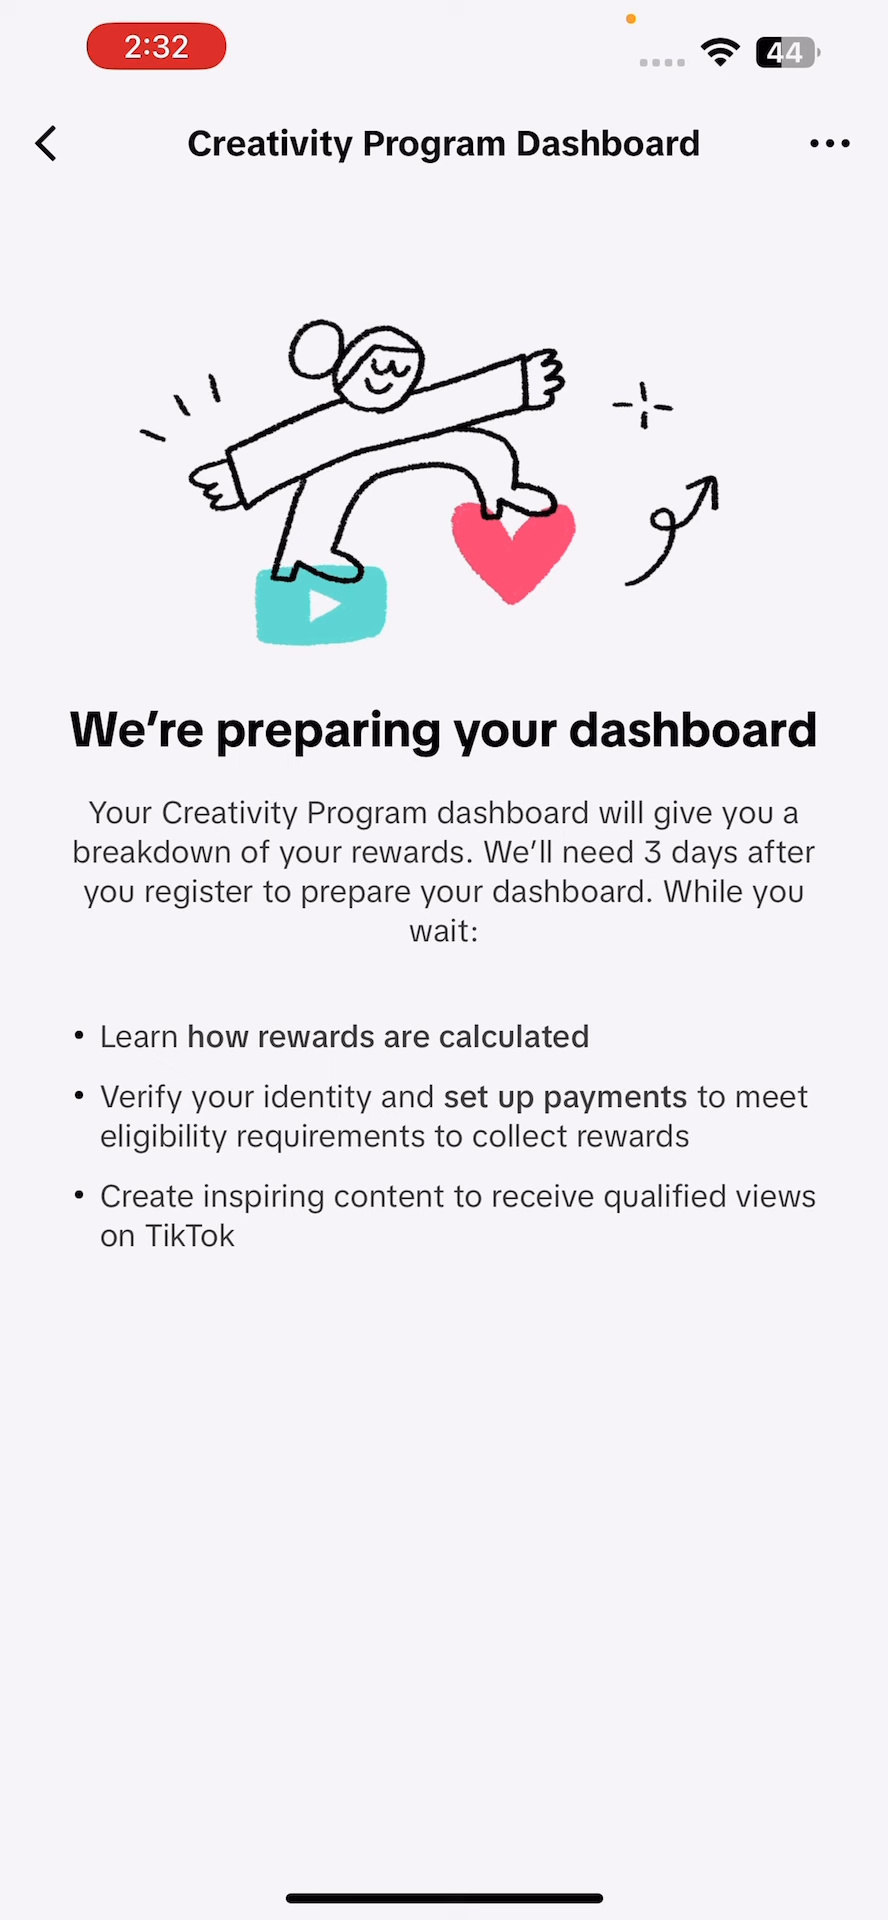 2:32
44
Creativity Program Dashboard
We're preparing your dashboard
Your Creativity Program dashboard will give you a
breakdown of your rewards. We'll need 3 days after
you register to prepare your dashboard. While you
wait:
• Learn how rewards are calculated
• Verify your identity and set up payments to meet
eligibility requirements to collect rewards
• Create inspiring content to receive qualified views
on TikTok